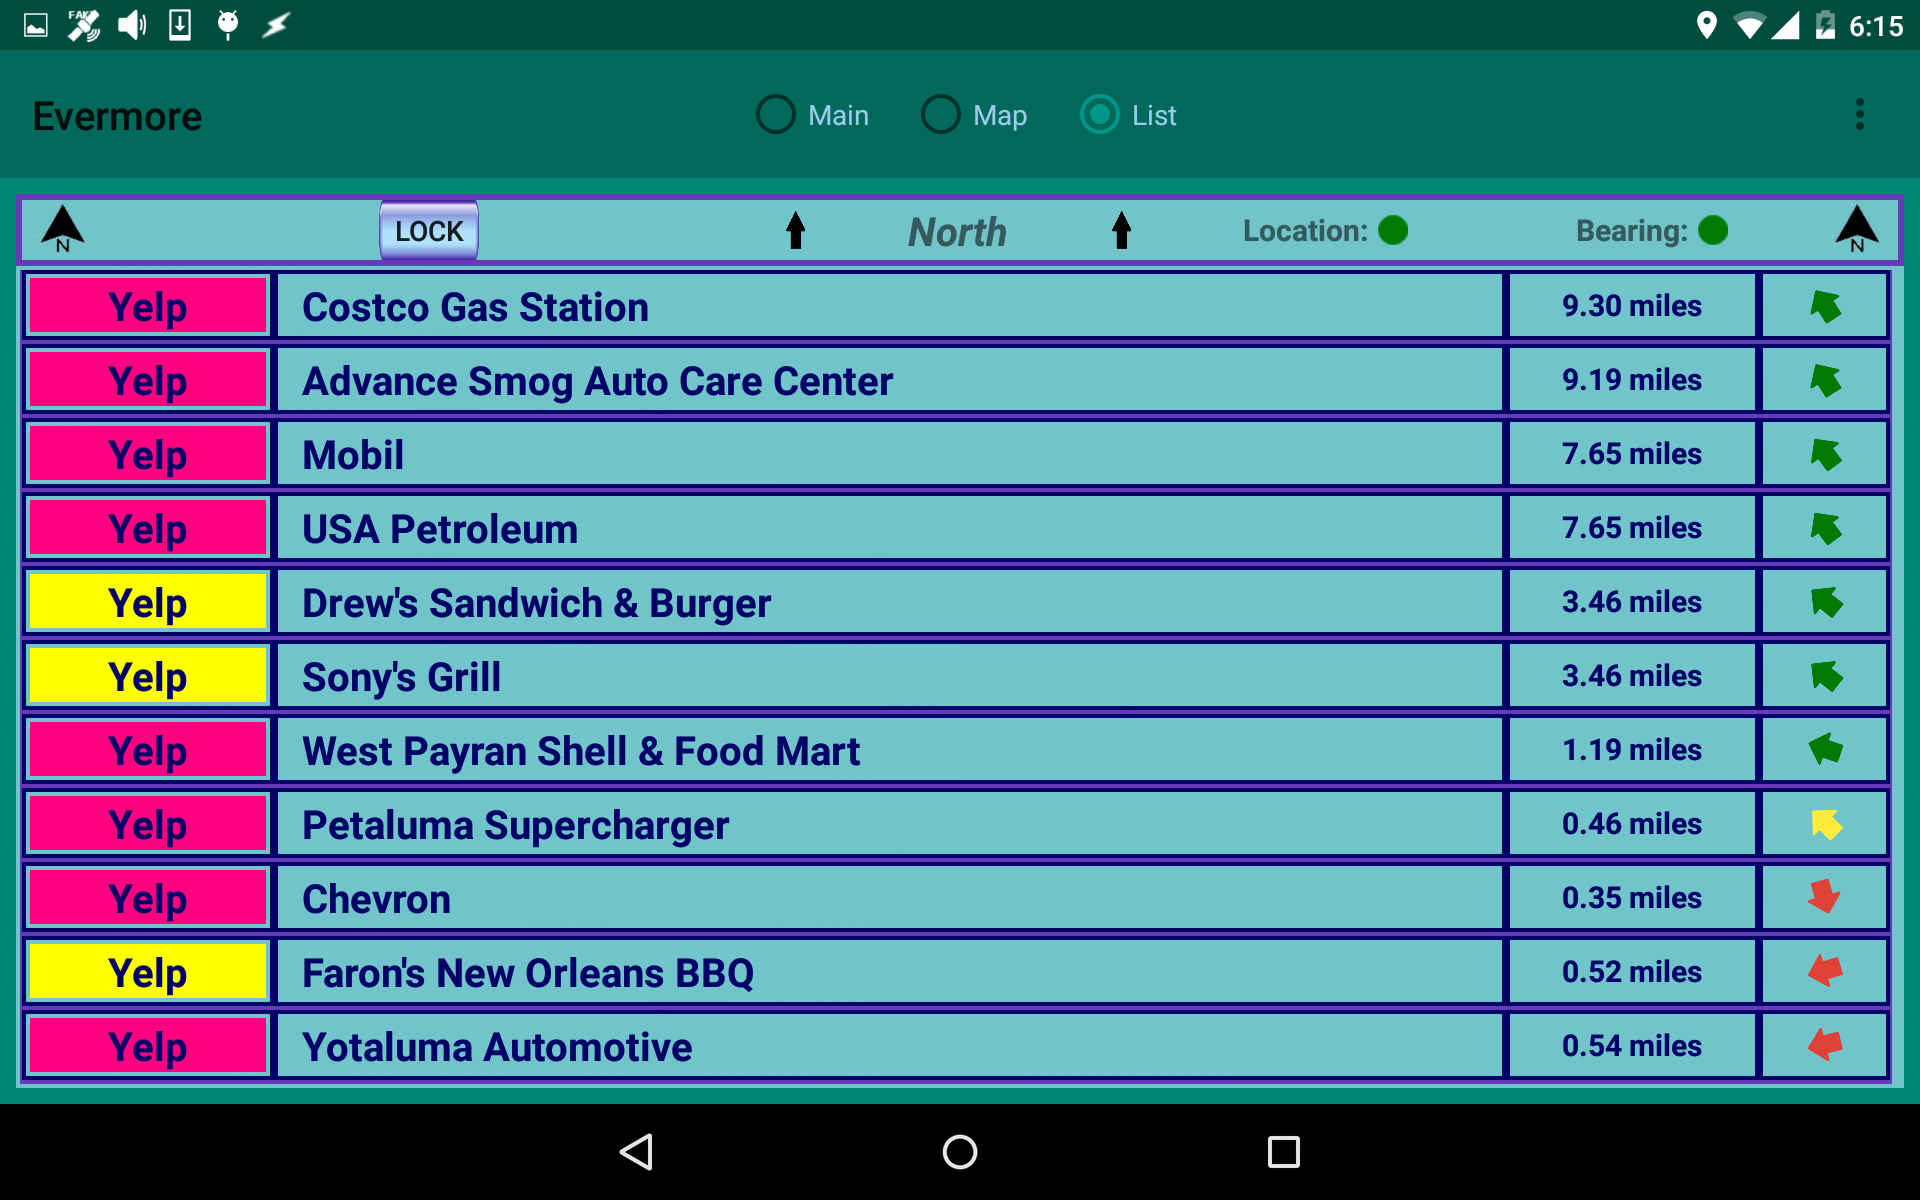 FAKE
6:15
Evermore
Main
Map
List
N
LOCK
North
Location:
Bearing:
N
Yelp Costco Gas Station 9.30 miles
Yelp Advance Smog Auto Care Center 9.19 miles
Yelp Mobil 7.65 miles
Yelp USA Petroleum 7.65 miles
Yelp Drew's Sandwich & Burger 3.46 miles
Yelp Sony's Grill 3.46 miles
Yelp West Payran Shell & Food Mart 1.19 miles
Yelp Petaluma Supercharger 0.46 miles
Yelp Chevron 0.35 miles
Yelp Faron's New Orleans BBQ 0.52 miles
Yelp Yotaluma Automotive 0.54 miles